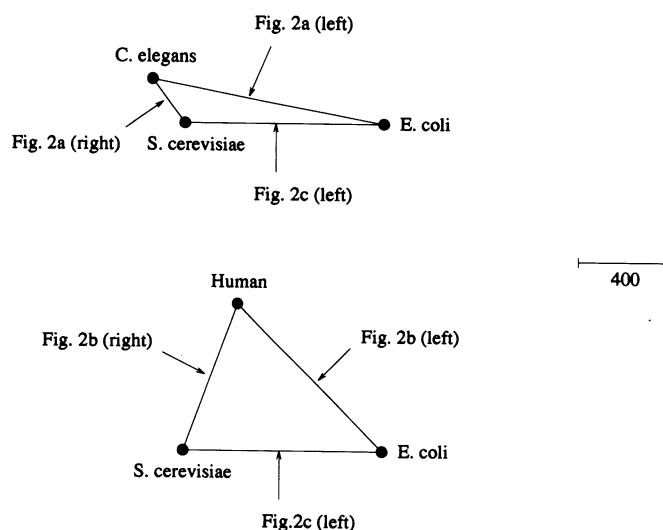 Fig. 2a (left)
C. elegans
E. coli
Fig. 2a (right)
S. cerevisiae
Fig. 2c (left)
400
Human
Fig. 2b (right)
Fig. 2b (left)
S. cerevisiae
E. coli
Fig.2c (left)